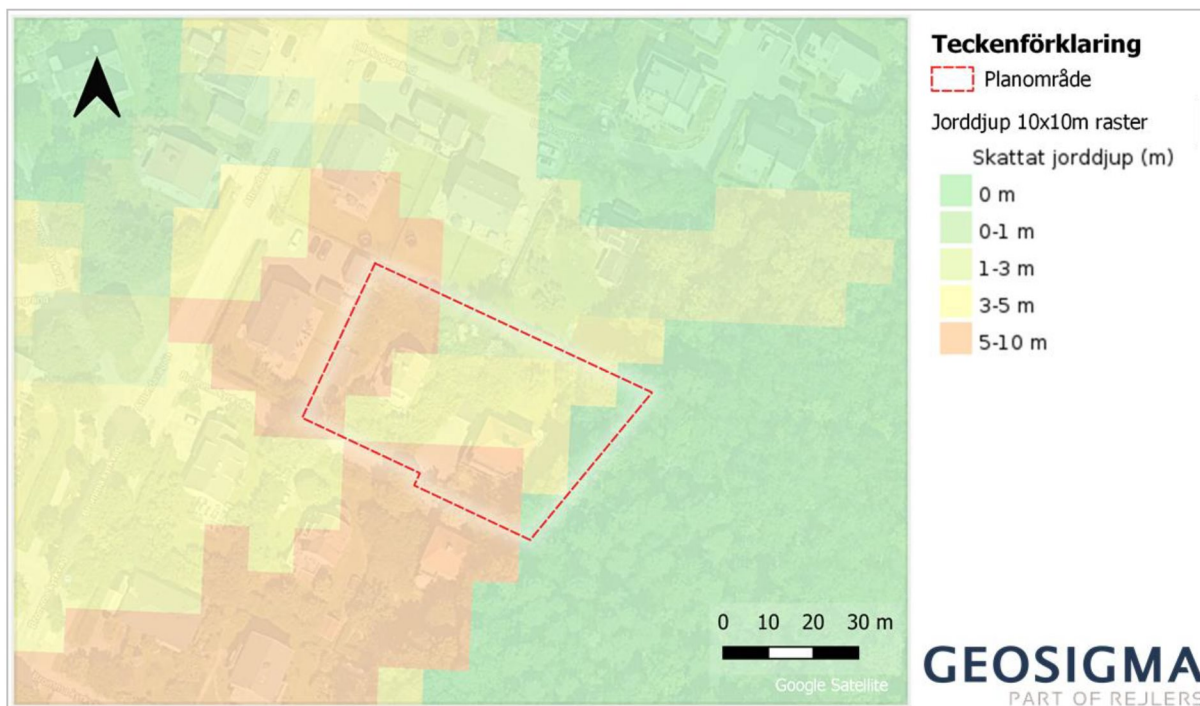 Teckenförklaring
Planområde
Jorddjup 10x10m raster
Skattat jorddjup (m)
0 m
0-1 m
1-3 m
3-5 m
5-10 m
0 10 20 30 m
Google Satellite
GEOSIGMA
PART OF REJLERS